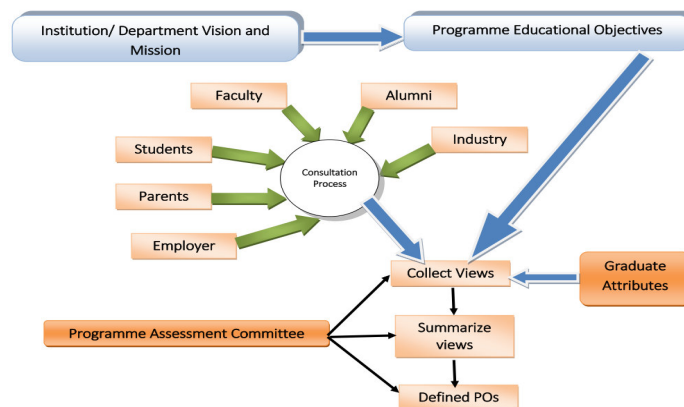 Institution/ Department Vision and
Mission
Programme Educational Objectives
Faculty
Alumni
Students
Industry
Consultation
Process
Parents
Employer
Collect Views
Graduate
Attributes
Programme Assessment Committee
Summarize
views
Defined POs